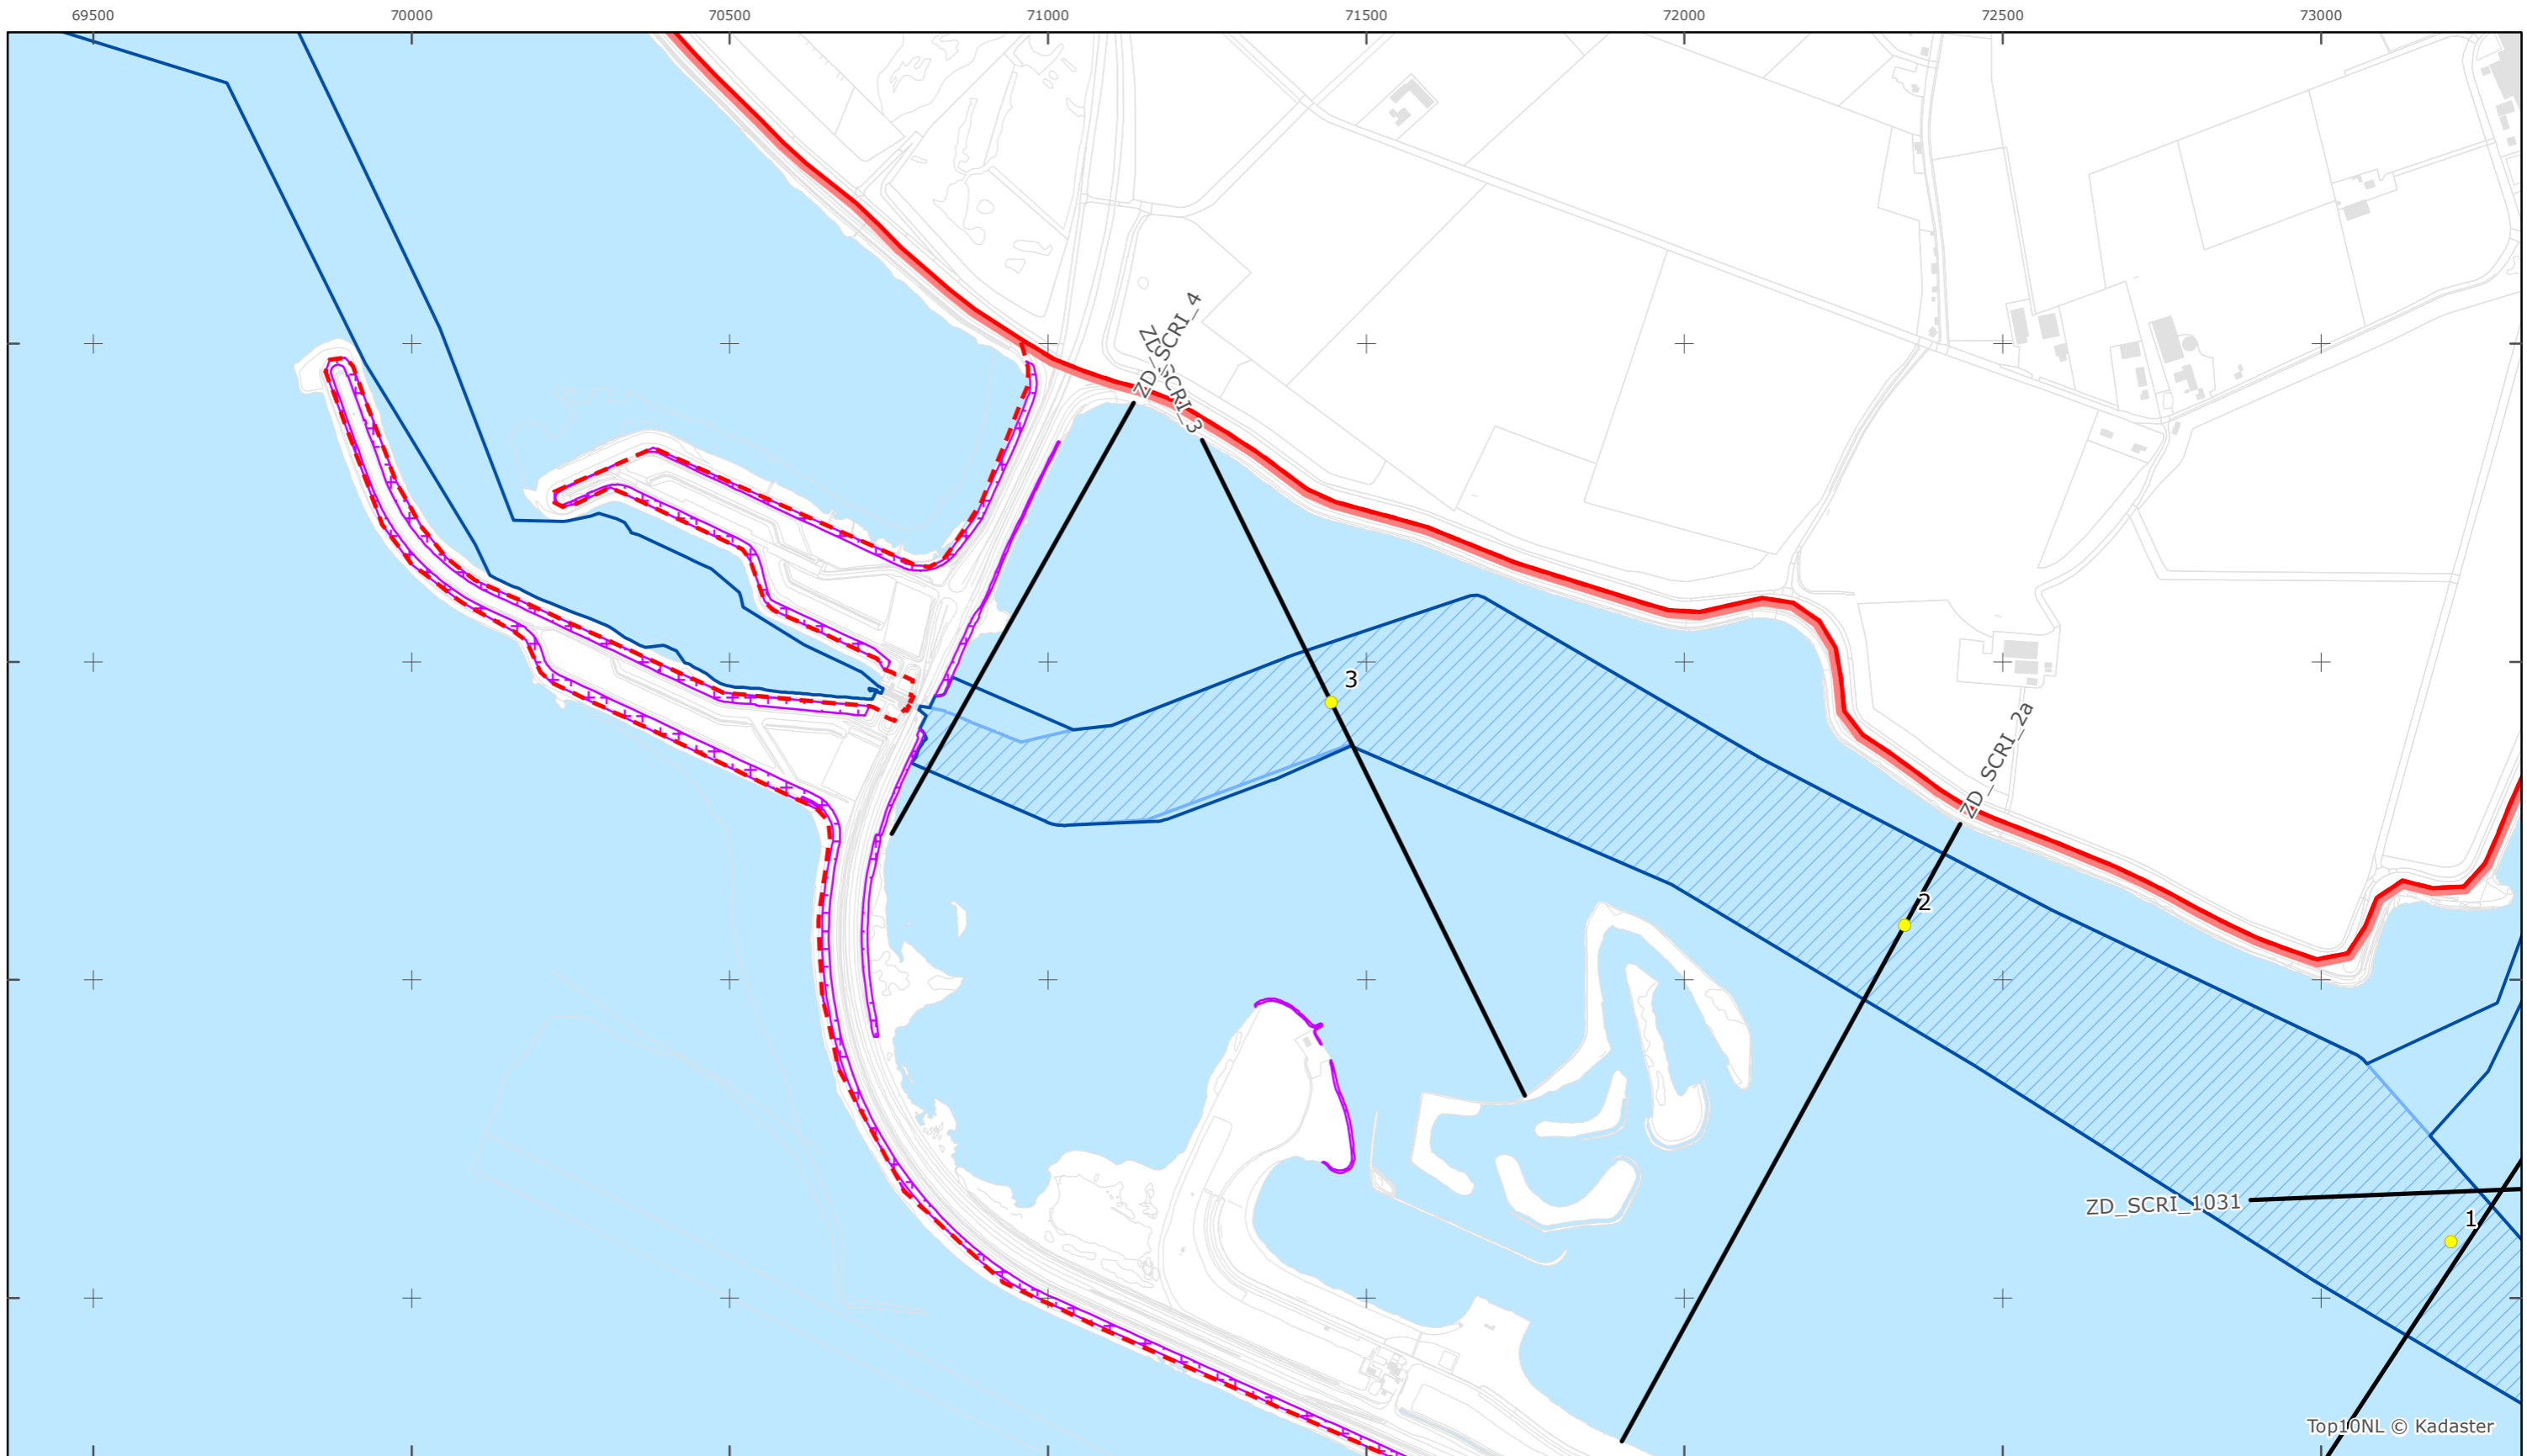 69500 70000 70500 71000 71500 72000 72500 73000
ZD_SCRI_4
ZD_SCRI_3
3
ZD_SCRI_2a
2
ZD_SCRI_1031
1
Top10NL © Kadaster